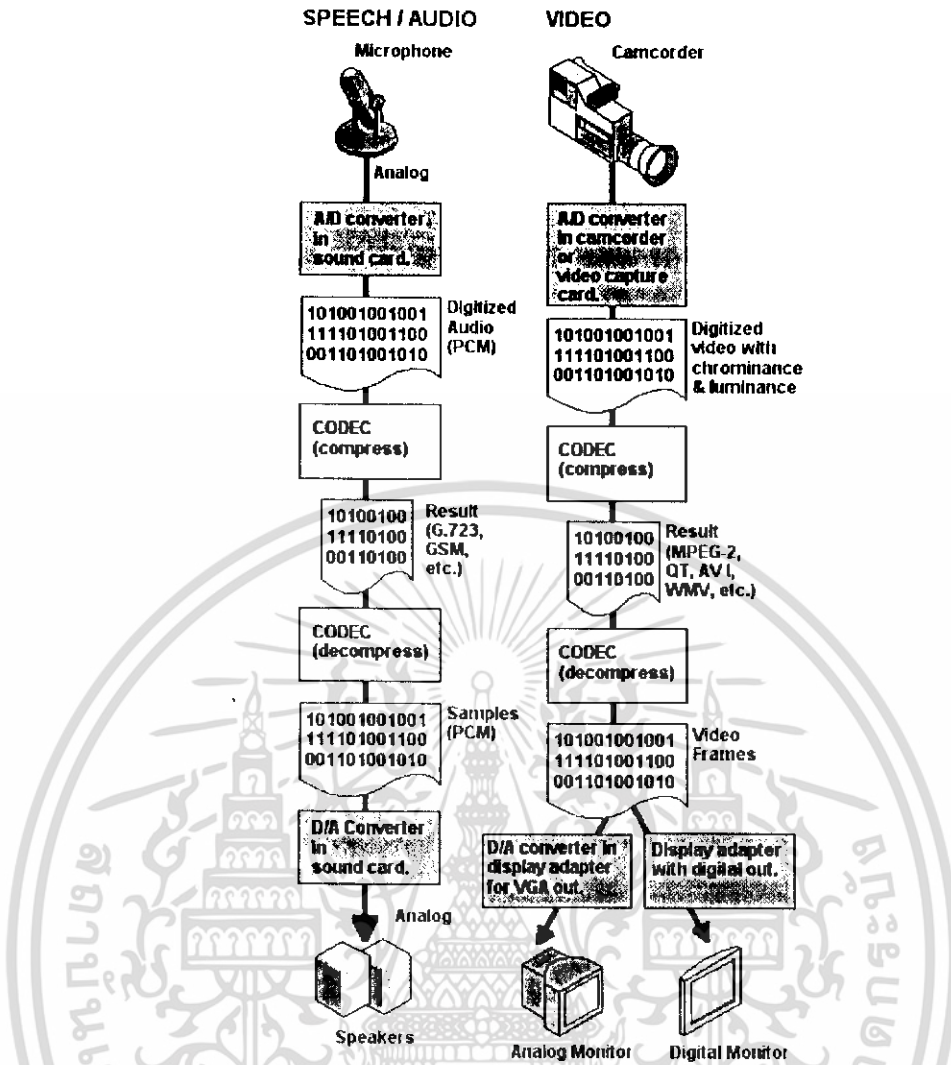 SPEECH / AUDIO
Microphone
Analog
A/D converter
in
sound card.
101001001001
111101001100
001101001010
Digitized
Audio
(PCM)
CODEC
(compress)
10100100
11110100
00110100
Result
(G.723,
GSM,
etc.)
CODEC
(decompress)
101001001001
111101001100
001101001010
Samples
(PCM)
D/A Converter
in
sound card.
Analog
Speakers
VIDEO
Camcorder
A/D converter
in camcorder
or
video capture
card.
101001001001
111101001100
001101001010
Digitized
video with
chrominance
& luminance
CODEC
(compress)
10100100
11110100
00110100
Result
(MPEG-2,
QT, AVI,
WMV, etc.)
CODEC
(decompress)
101001001001
111101001100
001101001010
Video
Frames
D/A converter in
display adapter
for VGA out.
Display adapter
with digital out.
Analog Monitor
Digital Monitor